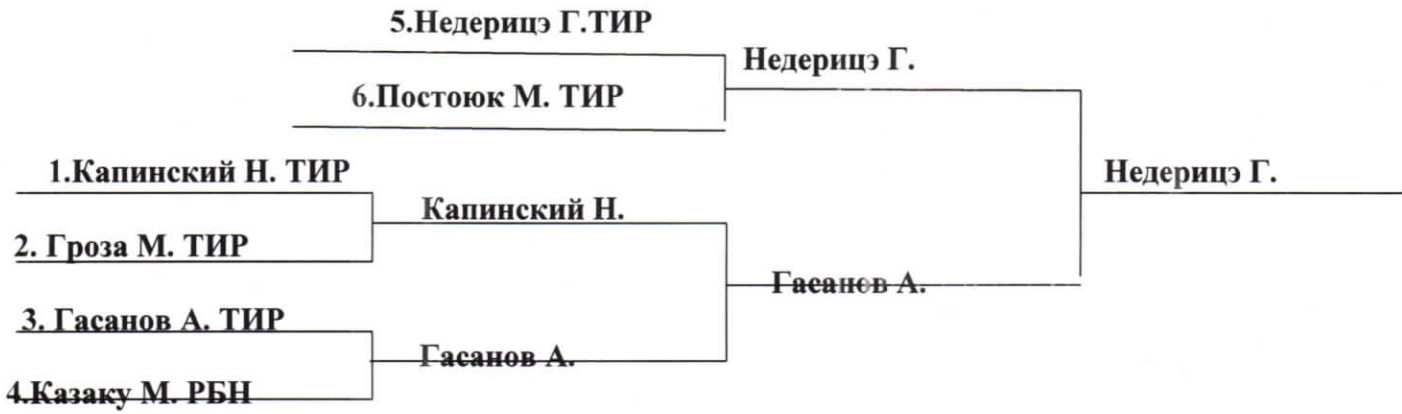 5.Недерицэ Г.ТИР
Недерицэ Г.
6.Постоюк М. ТИР
1.Капинский Н. ТИР
Недерицэ Г.
Капинский Н.
2. Гроза М. ТИР
Гасанов А.
3. Гасанов А. ТИР
Гасанов А.
4.Казаку М. РБН